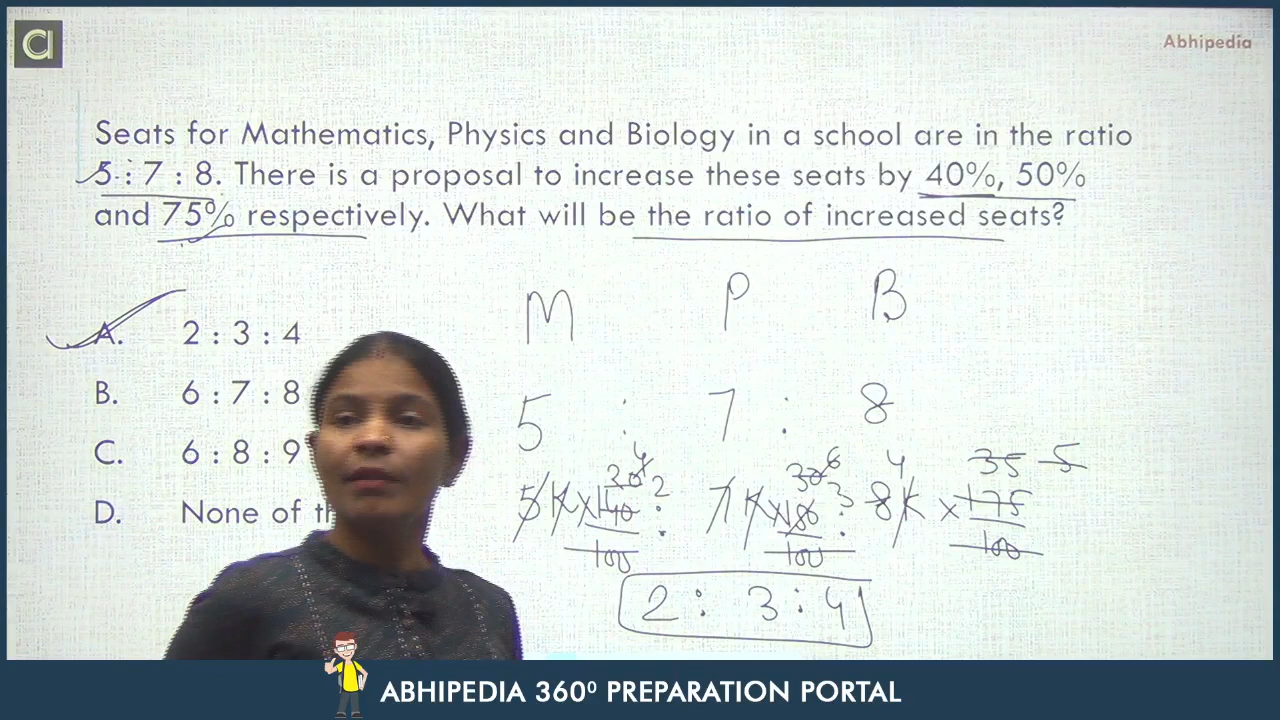 Abhipedia
Seats for Mathematics, Physics and Biology in a school are in the ratio
5 : 7 : 8. There is a proposal to increase these seats by 40%, 50%
and 75% respectively. What will be the ratio of increased seats?
M P B
A. 2 : 3 : 4
B. 6 : 7 : 8
5 : 7 : 8
C. 6 : 8 : 9
D. None of
2 : 3 : 4
ABHIPEDIA 360⁰ PREPARATION PORTAL